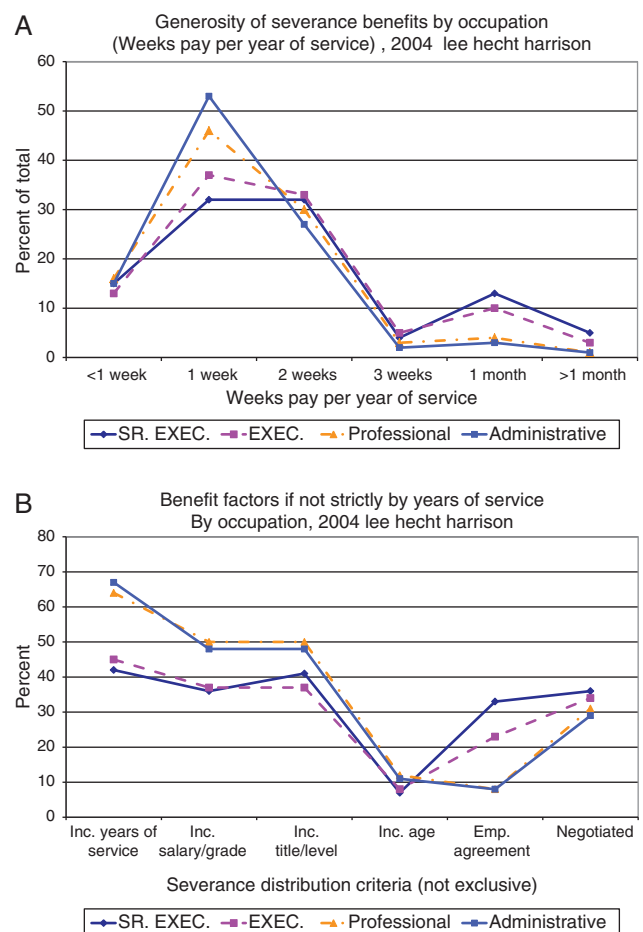 A
Generosity of severance benefits by occupation
(Weeks pay per year of service) , 2004 lee hecht harrison
Percent of total
60
50
40
30
20
10
0
<1 week 1 week 2 weeks 3 weeks 1 month >1 month
Weeks pay per year of service
SR. EXEC. EXEC. Professional Administrative
B
Benefit factors if not strictly by years of service
By occupation, 2004 lee hecht harrison
Percent
80
70
60
50
40
30
20
10
0
Inc. years of Inc. Inc. Inc. age Emp. Negotiated
service salary/grade title/level agreement
Severance distribution criteria (not exclusive)
SR. EXEC. EXEC. Professional Administrative